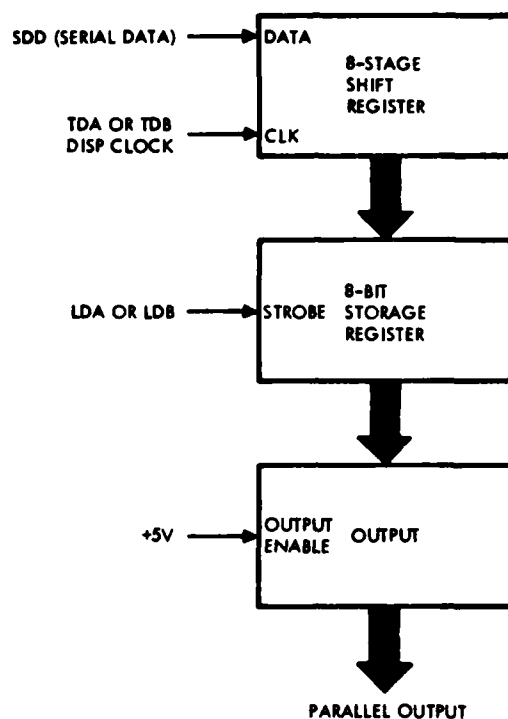 SDD (SERIAL DATA)
DATA
8-STAGE
SHIFT
REGISTER
TDA OR TDB
DISP CLOCK
CLK
LDA OR LDB
STROBE
8-BIT
STORAGE
REGISTER
+5V
OUTPUT
ENABLE
OUTPUT
PARALLEL OUTPUT